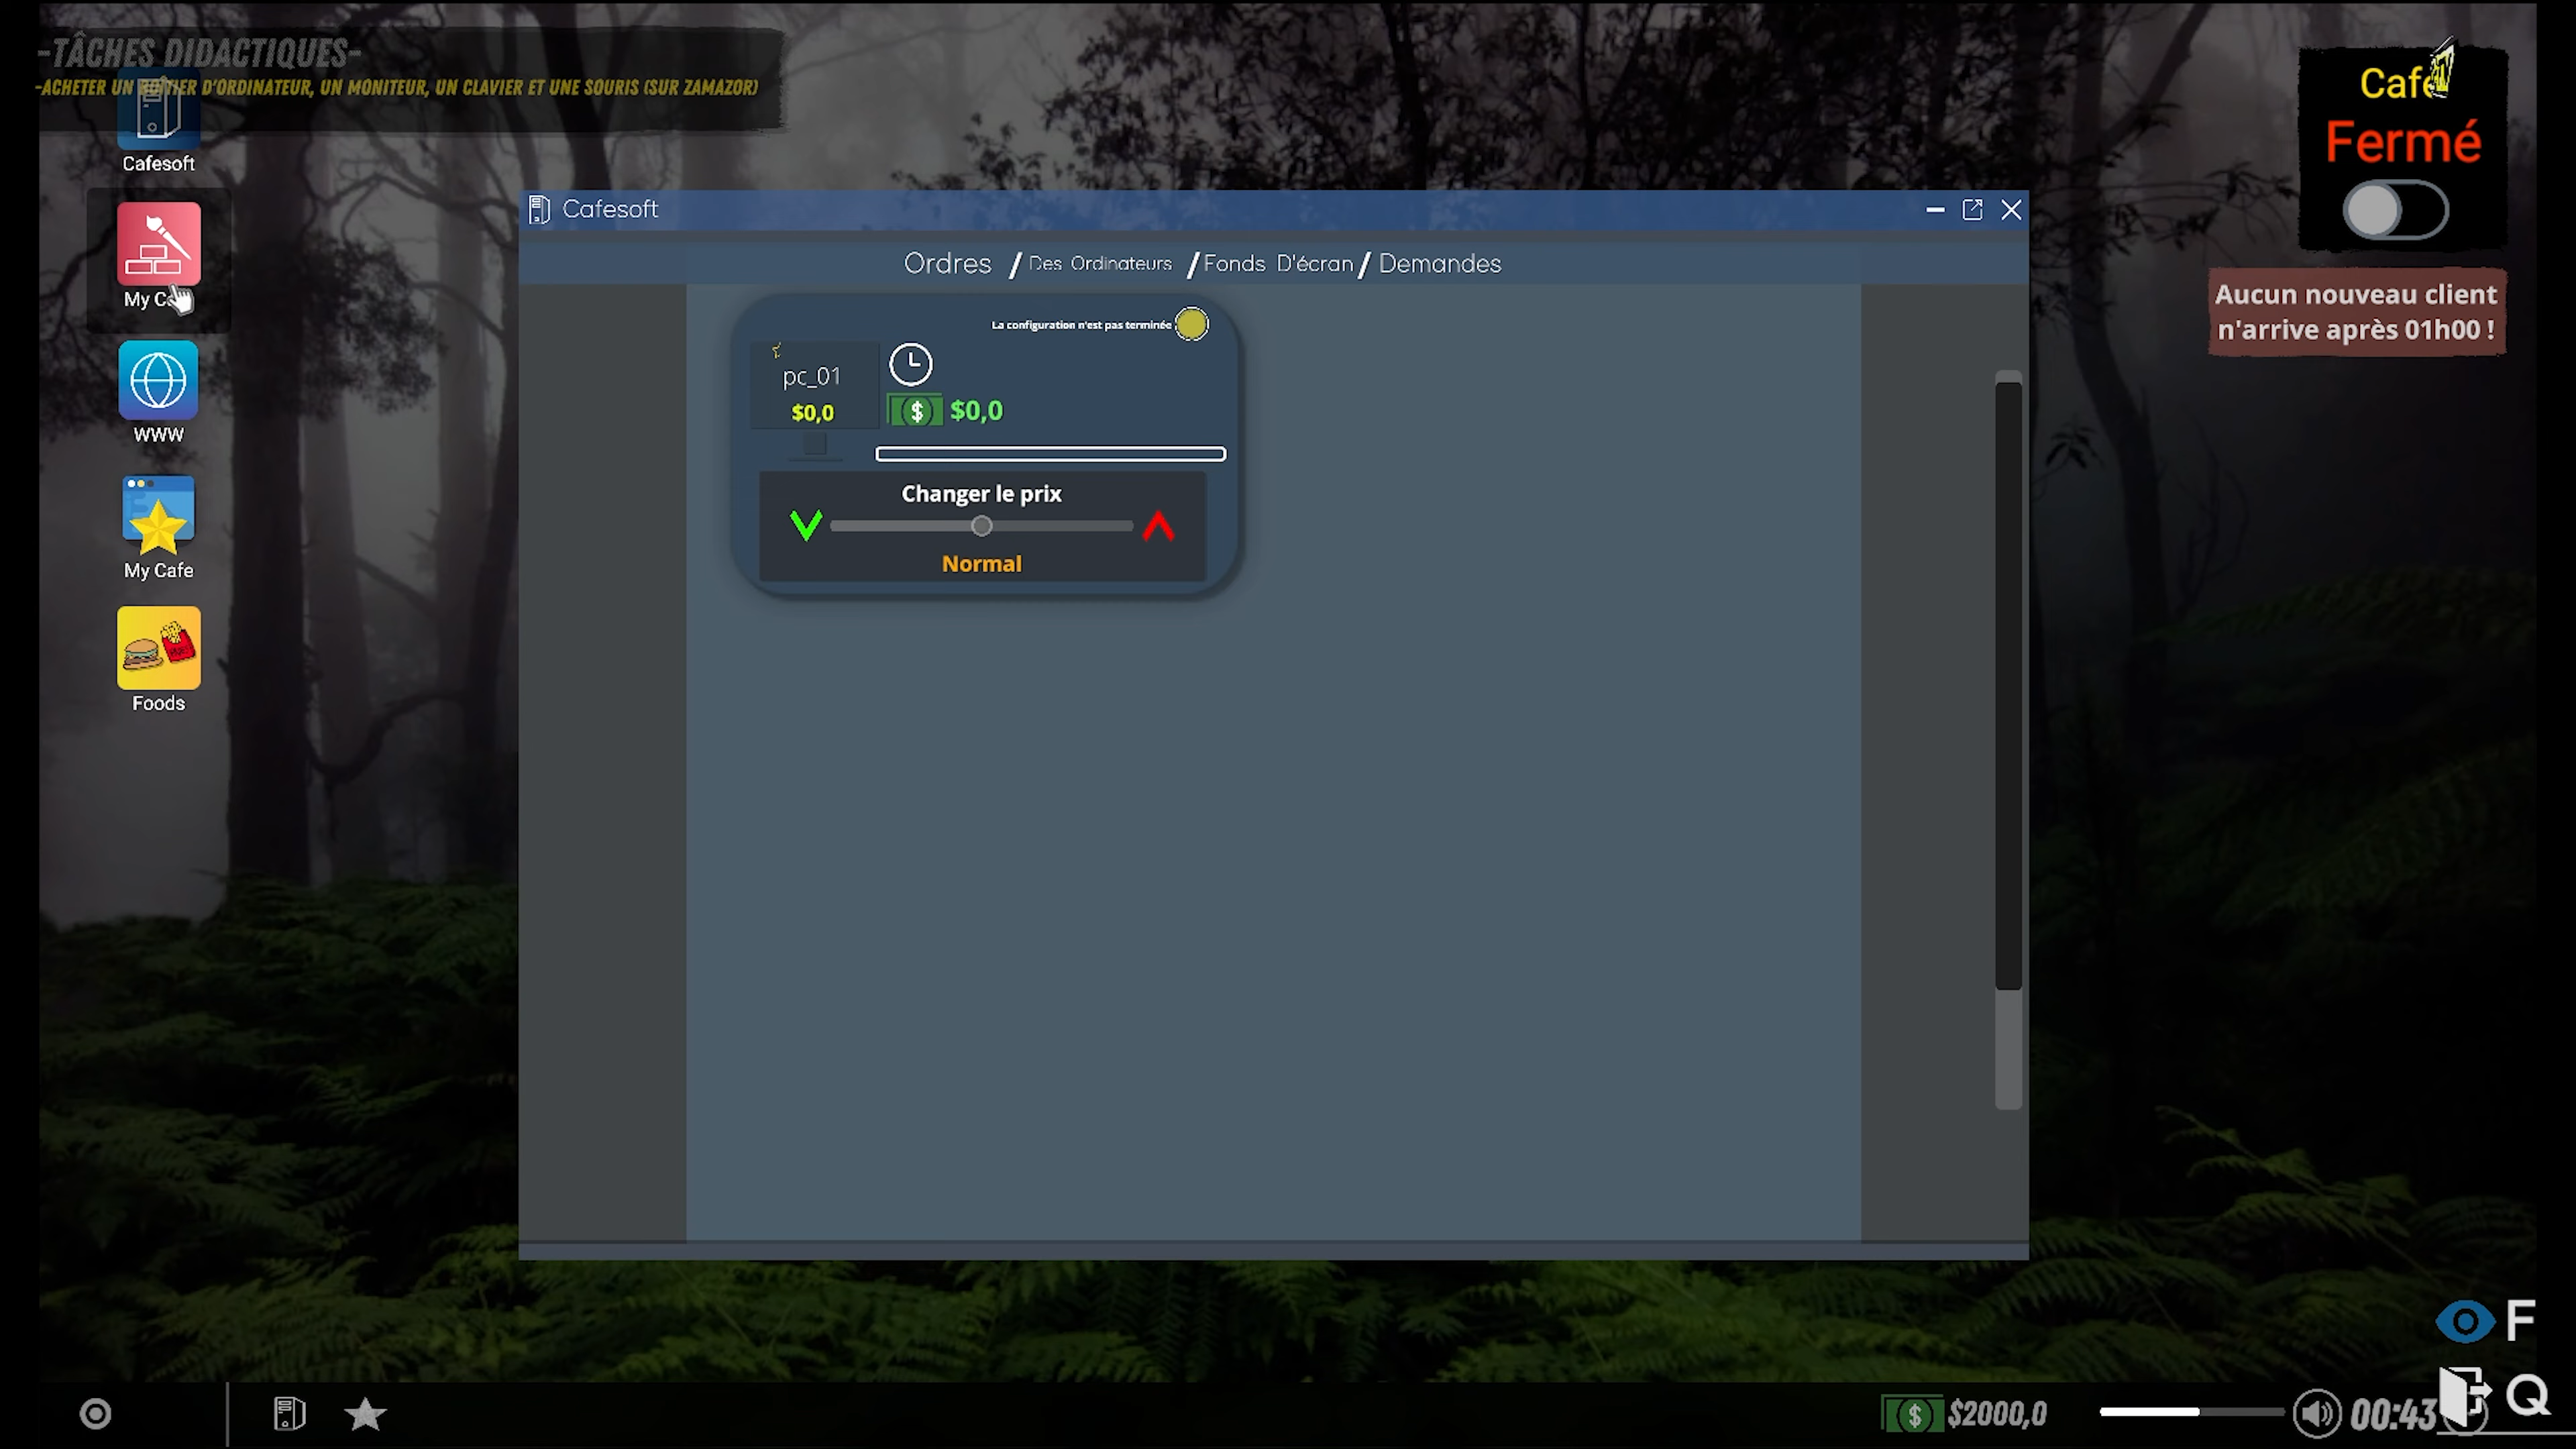 -TÂCHES DIDACTIQUES-
-ACHETER UN BOÎTIER D'ORDINATEUR, UN MONITEUR, UN CLAVIER ET UNE SOURIS (SUR ZAMAZOR)
Cafesoft
WWW
My Cafe
Foods
Cafesoft
Ordres / Des Ordinateurs / Fonds D'écran / Demandes
La configuration n'est pas terminée
pc_01
$0,0
$0,0
Changer le prix
Normal
Fermé
Aucun nouveau client
n'arrive après 01h00 !
F
Q
$2000,0
00:43